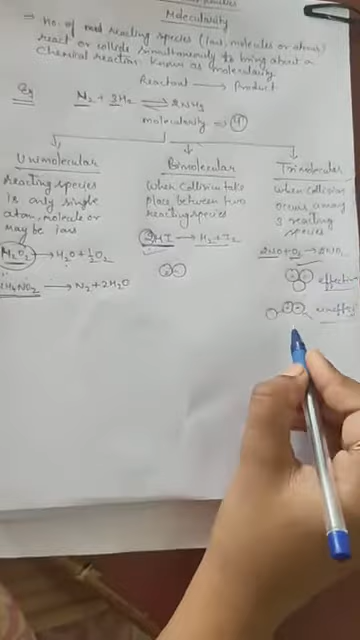 Molecularity
→ No. of reacting species (ions, molecules or atoms)
react or collide simultaneously to bring about a
chemical reaction, known as molecularity
Reactant → Product
Eg
N₂ + 3H₂ ⇌ 2NH₃
molecularity ⇒ 4
Unimolecular
Reacting species
is only single
atom, molecule or
may be ions
H₂O₂ → H₂O + ½O₂
NH₄NO₂ → N₂ + 2H₂O
Bimolecular
When Collision take
place between two
reacting species
2HI → H₂ + I₂
Trimolecular
When collision
occurs among
3 reacting
species
2NO + O₂ → 2NO₂
effective